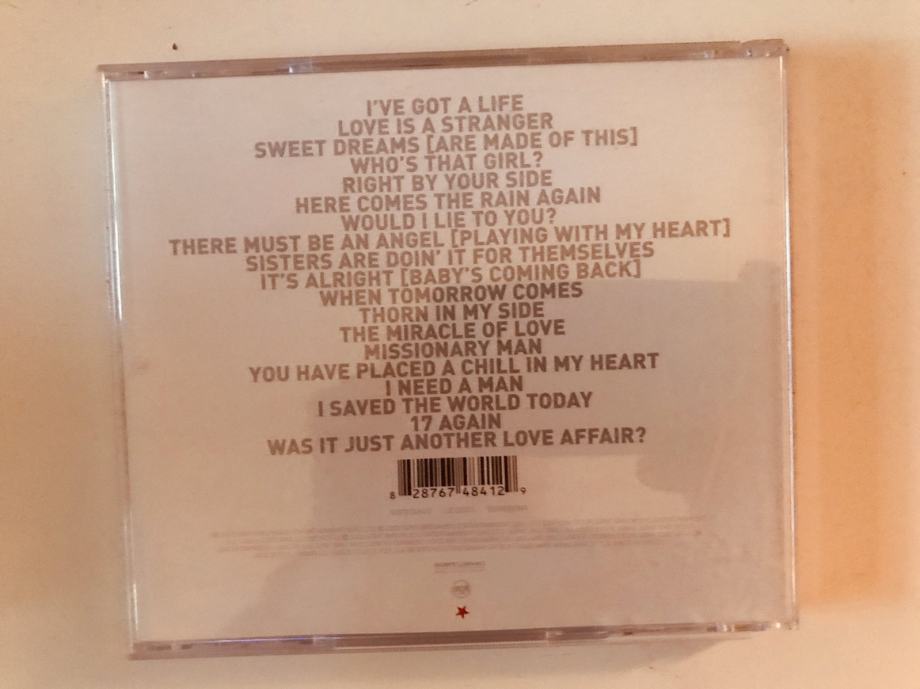 I'VE GOT A LIFE
LOVE IS A STRANGER
SWEET DREAMS [ARE MADE OF THIS]
WHO'S THAT GIRL?
RIGHT BY YOUR SIDE
HERE COMES THE RAIN AGAIN
WOULD I LIE TO YOU?
THERE MUST BE AN ANGEL [PLAYING WITH MY HEART]
SISTERS ARE DOIN' IT FOR THEMSELVES
IT'S ALRIGHT [BABY'S COMING BACK]
WHEN TOMORROW COMES
THORN IN MY SIDE
THE MIRACLE OF LOVE
MISSIONARY MAN
YOU HAVE PLACED A CHILL IN MY HEART
I NEED A MAN
I SAVED THE WORLD TODAY
17 AGAIN
WAS IT JUST ANOTHER LOVE AFFAIR?
8 28767 48412 9